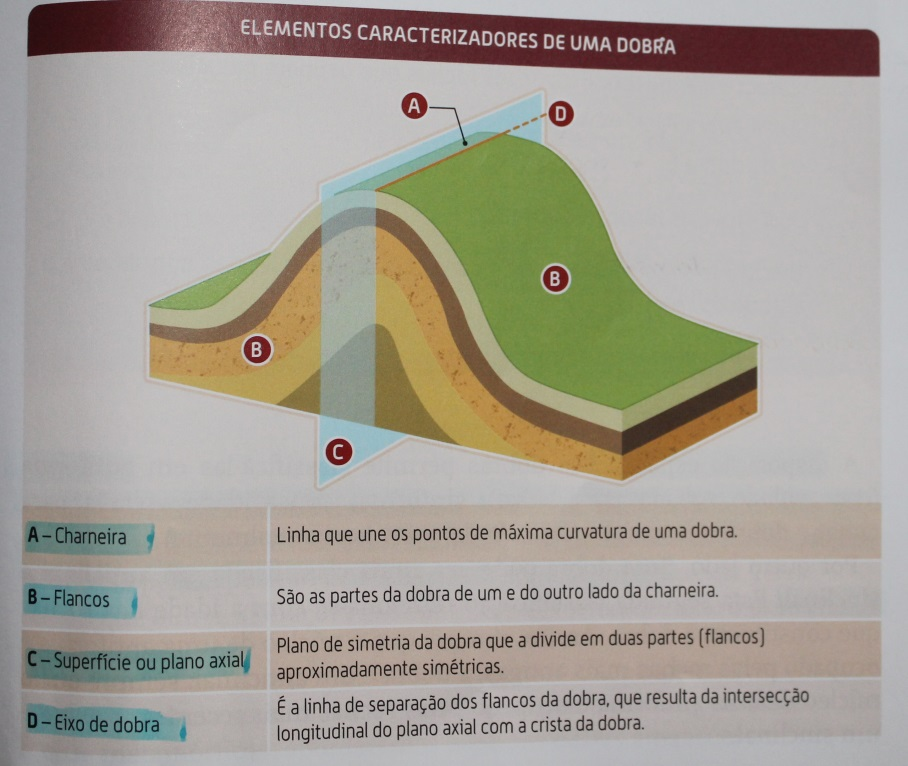 ELEMENTOS CARACTERIZADORES DE UMA DOBRA
A
D
B
B
C
A – Charneira
Linha que une os pontos de máxima curvatura de uma dobra.
B – Flancos
São as partes da dobra de um e do outro lado da charneira.
C – Superfície ou plano axial
Plano de simetria da dobra que a divide em duas partes (flancos)
aproximadamente simétricas.
D – Eixo de dobra
É a linha de separação dos flancos da dobra, que resulta da intersecção
longitudinal do plano axial com a crista da dobra.